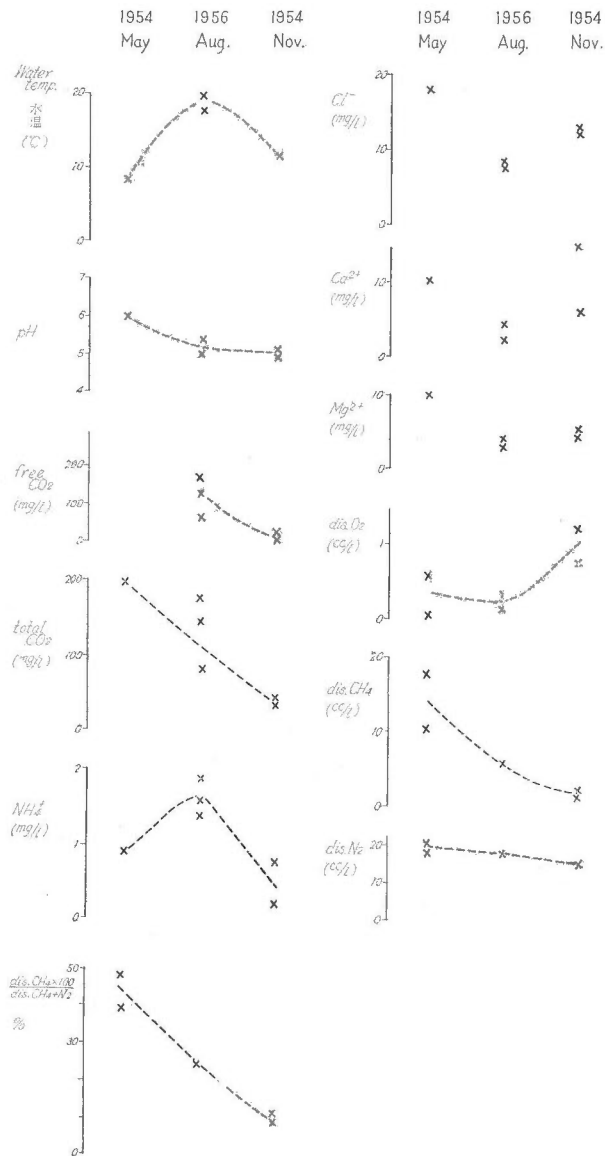 1954 1956 1954
May Aug. Nov.
Water
temp.
水
温
(℃)
20
10
0
pH
7
6
5
4
free
CO2
(mg/l)
200
100
0
total
CO2
(mg/l)
200
100
0
NH4+
(mg/l)
2
1
0
dis.CH4×100
dis.CH4+N2
%
50
30
0
1954 1956 1954
May Aug. Nov.
Cl-
(mg/l)
20
10
0
Ca2+
(mg/l)
10
0
Mg2+
(mg/l)
10
0
dis.O2
(cc/l)
1
0
dis.CH4
(cc/l)
20
10
0
dis.N2
(cc/l)
20
10
0